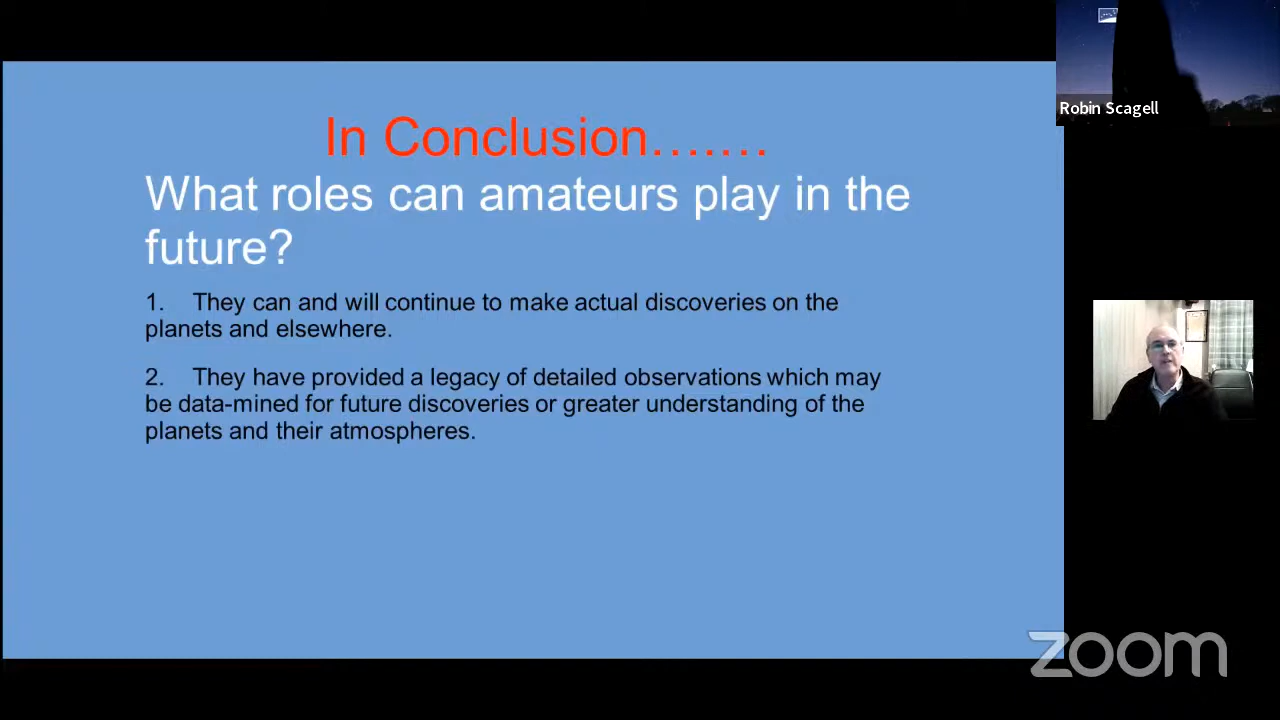 In Conclusion…….…
What roles can amateurs play in the
future?
1. They can and will continue to make actual discoveries on the
planets and elsewhere.
2. They have provided a legacy of detailed observations which may
be data-mined for future discoveries or greater understanding of the
planets and their atmospheres.
Robin Scagell
zoom